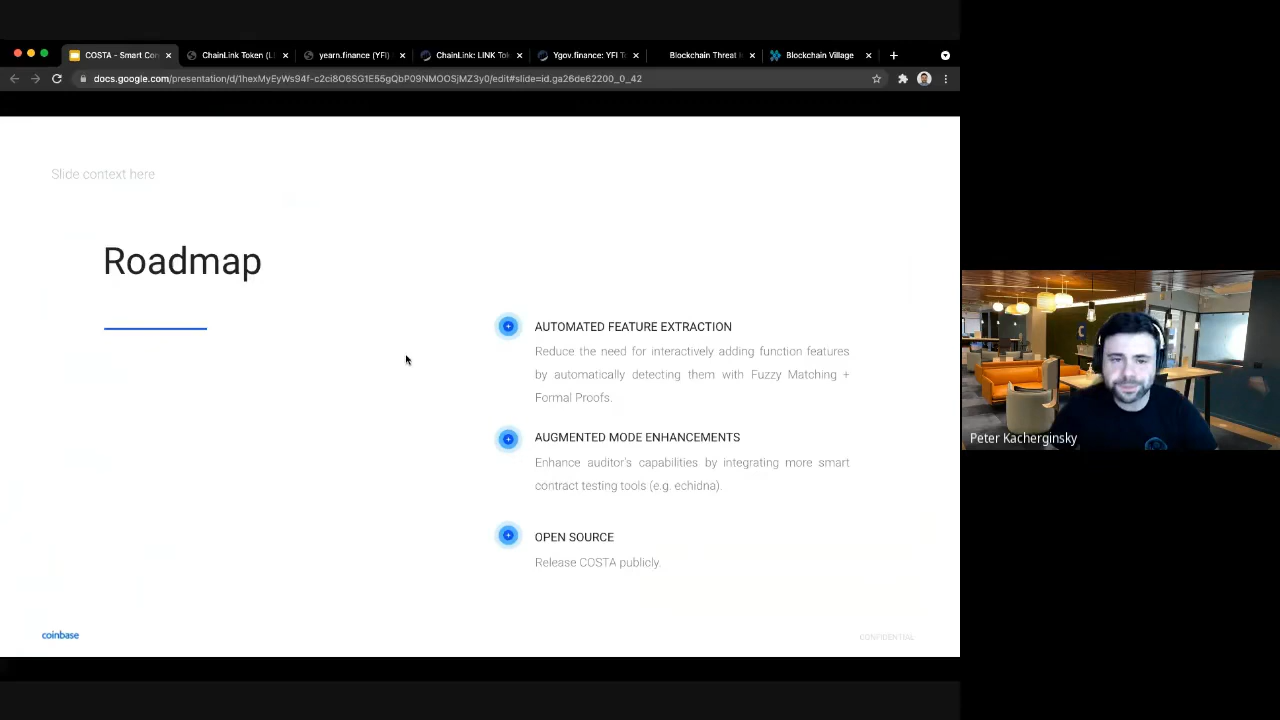 COSTA - Smart Con
ChainLink Token (L
yearn.finance (YFI)
ChainLink: LINK Tok
Ygov.finance: YFI T
Blockchain Threat
Blockchain Village
docs.google.com/presentation/d/1hexMyEyWs94f-c2ci8O6SG1E55gQbP09NMOOSjMZ3y0/edit#slide=id.ga26de62200_0_42
Slide context here
Roadmap
AUTOMATED FEATURE EXTRACTION
Reduce the need for interactively adding function features
by automatically detecting them with Fuzzy Matching +
Formal Proofs.
AUGMENTED MODE ENHANCEMENTS
Enhance auditor's capabilities by integrating more smart
contract testing tools (e.g. echidna).
OPEN SOURCE
Release COSTA publicly.
coinbase
CONFIDENTIAL
Peter Kacherginsky